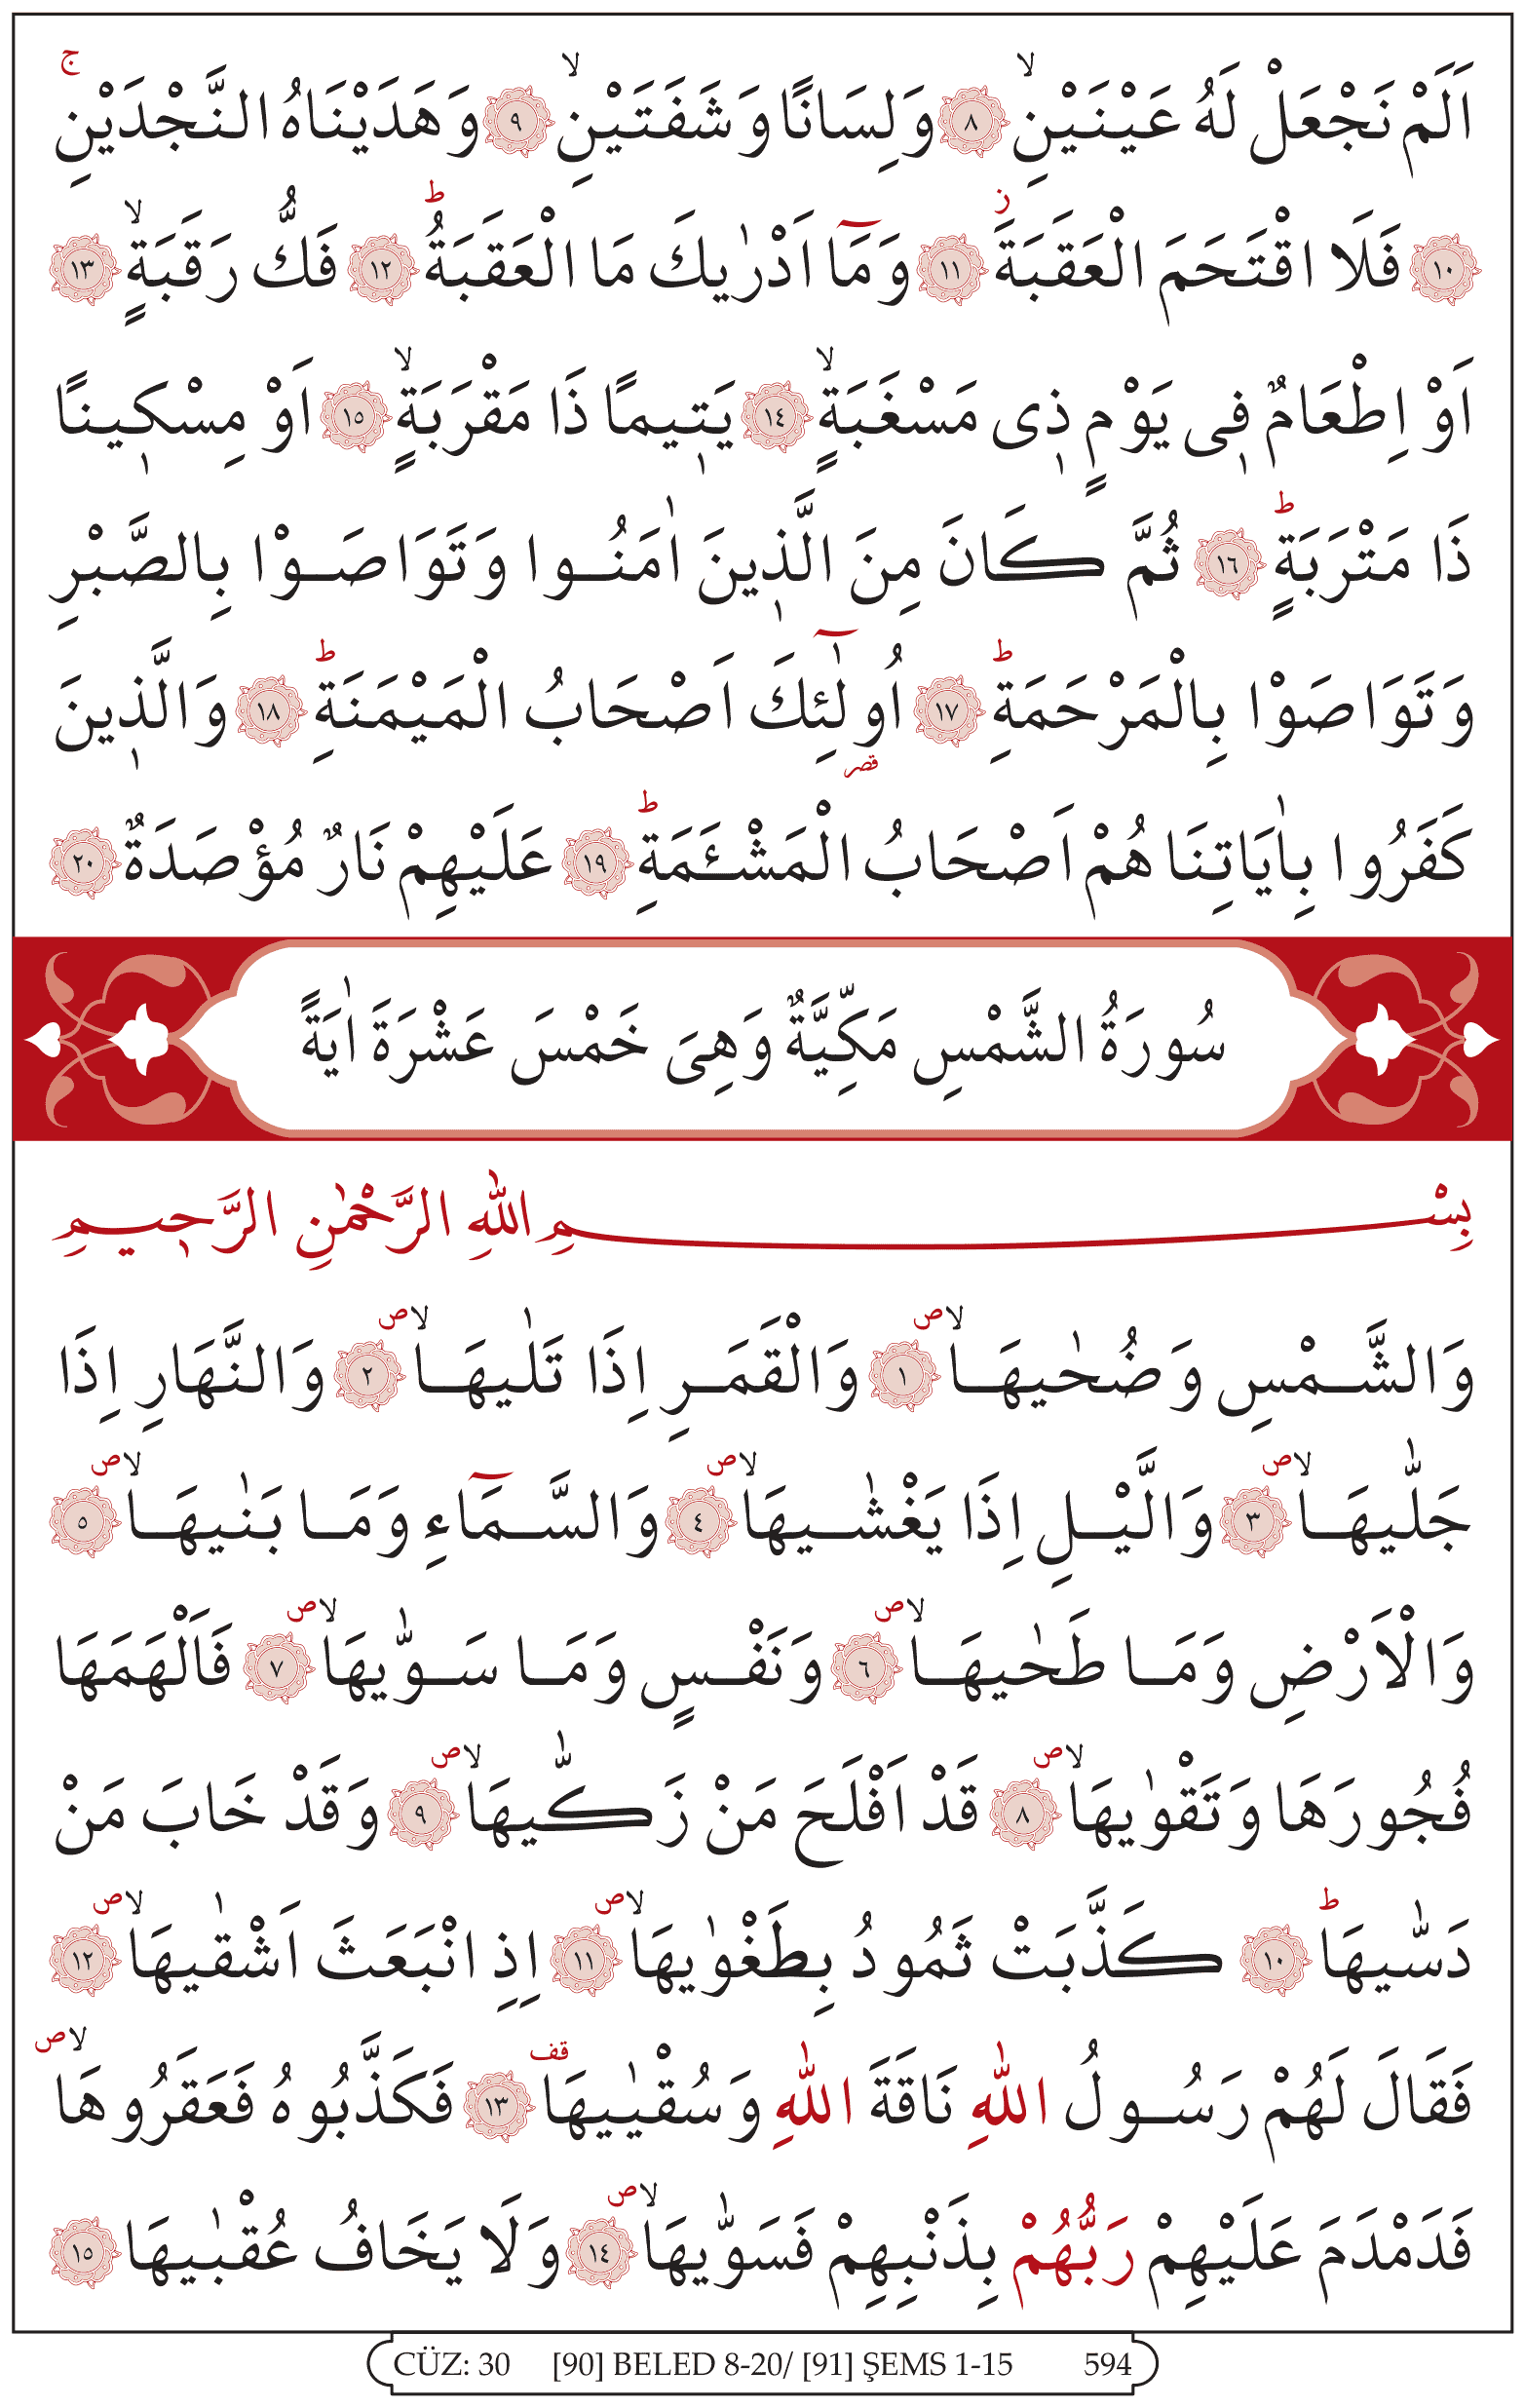 اَلَمْ نَجْعَلْ لَهُ عَيْنَيْنِۙ ﴿٨﴾ وَلِسَانًا وَشَفَتَيْنِۙ ﴿٩﴾ وَهَدَيْنَاهُ النَّجْدَيْنِۚ
﴿١٠﴾ فَلَا اقْتَحَمَ الْعَقَبَةَۘ ﴿١١﴾ وَمَٓا اَدْرٰيكَ مَا الْعَقَبَةُۜ ﴿١٢﴾ فَكُّ رَقَبَةٍۙ ﴿١٣﴾
اَوْ اِطْعَامٌ ف۪ي يَوْمٍ ذ۪ي مَسْغَبَةٍۙ ﴿١٤﴾ يَت۪يمًا ذَا مَقْرَبَةٍۙ ﴿١٥﴾ اَوْ مِسْك۪ينًا
ذَا مَتْرَبَةٍۜ ﴿١٦﴾ ثُمَّ كَانَ مِنَ الَّذ۪ينَ اٰمَنُوا وَتَوَاصَوْا بِالصَّبْرِ
وَتَوَاصَوْا بِالْمَرْحَمَةِۜ ﴿١٧﴾ اُو۬لٰٓئِكَ اَصْحَابُ الْمَيْمَنَةِۜ ﴿١٨﴾ وَالَّذ۪ينَ
كَفَرُوا بِاٰيَاتِنَا هُمْ اَصْحَابُ الْمَشْـَٔمَةِۜ ﴿١٩﴾ عَلَيْهِمْ نَارٌ مُؤْصَدَةٌ ﴿٢٠﴾
سُورَةُ الشَّمْسِ مَكِّيَّةٌ وَهِيَ خَمْسَ عَشْرَةَ اٰيَةً
بِسْمِ اللّٰهِ الرَّحْمٰنِ الرَّح۪يمِ
وَالشَّمْسِ وَضُحٰيهَاۙۖ ﴿١﴾ وَالْقَمَرِ اِذَا تَلٰيهَاۙۖ ﴿٢﴾ وَالنَّهَارِ اِذَا
جَلّٰيهَاۙۖ ﴿٣﴾ وَالَّيْلِ اِذَا يَغْشٰيهَاۙۖ ﴿٤﴾ وَالسَّمَٓاءِ وَمَا بَنٰيهَاۙۖ ﴿٥﴾
وَالْاَرْضِ وَمَا طَحٰيهَاۙۖ ﴿٦﴾ وَنَفْسٍ وَمَا سَوّٰيهَاۙۖ ﴿٧﴾ فَاَلْهَمَهَا
فُجُورَهَا وَتَقْوٰيهَاۙۖ ﴿٨﴾ قَدْ اَفْلَحَ مَنْ زَكّٰيهَاۙۖ ﴿٩﴾ وَقَدْ خَابَ مَنْ
دَسّٰيهَاۜ ﴿١٠﴾ كَذَّبَتْ ثَمُودُ بِطَغْوٰيهَاۙۖ ﴿١١﴾ اِذِ انْبَعَثَ اَشْقٰيهَاۙۖ ﴿١٢﴾
فَقَالَ لَهُمْ رَسُولُ اللّٰهِ نَاقَةَ اللّٰهِ وَسُقْيٰيهَا قف ﴿١٣﴾ فَكَذَّبُوهُ فَعَقَرُوهَاۙۖ
فَدَمْدَمَ عَلَيْهِمْ رَبُّهُمْ بِذَنْبِهِمْ فَسَوّٰيهَاۙۖ ﴿١٤﴾ وَلَا يَخَافُ عُقْبٰيهَا ﴿١٥﴾
CÜZ: 30 [90] BELED 8-20/ [91] ŞEMS 1-15 594